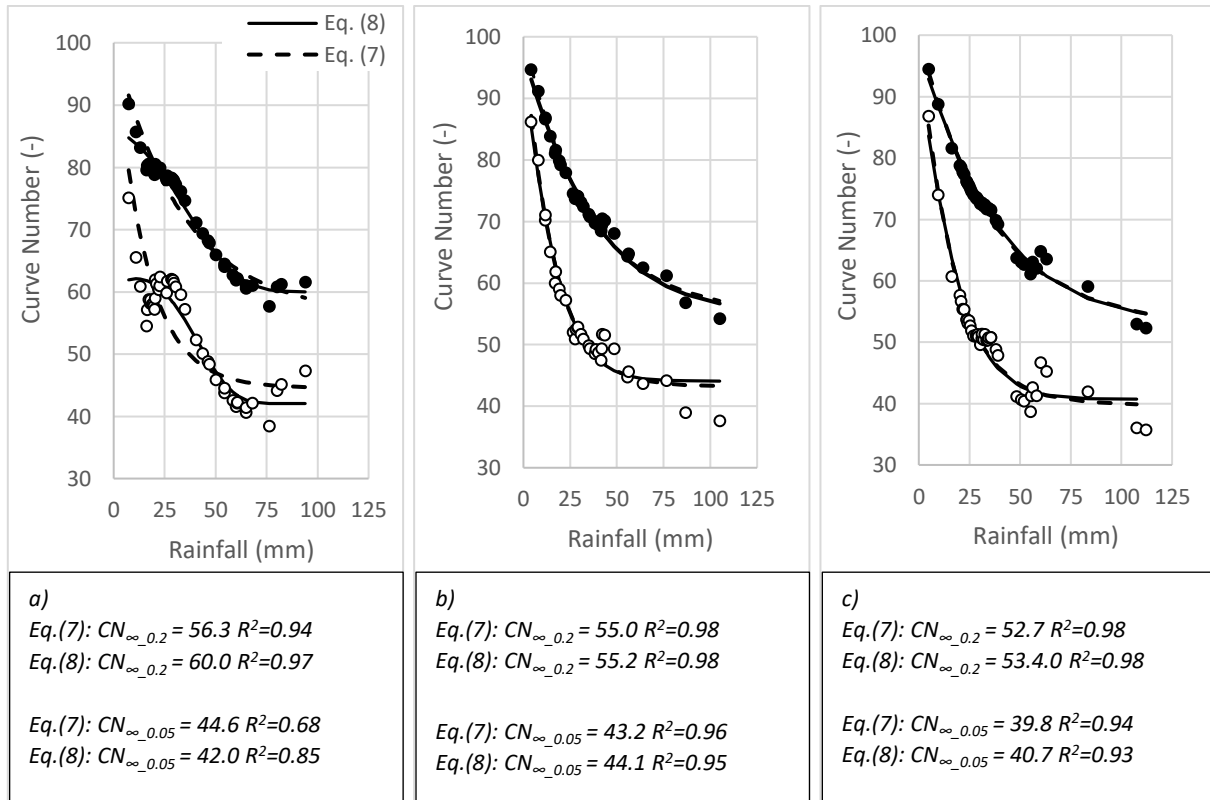 Eq. (8)
Eq. (7)
100
90
80
70
60
50
40
30
Curve Number (-)
0 25 50 75 100 125
Rainfall (mm)
a)
Eq.(7): CN∞_0.2 = 56.3 R²=0.94
Eq.(8): CN∞_0.2 = 60.0 R²=0.97
Eq.(7): CN∞_0.05 = 44.6 R²=0.68
Eq.(8): CN∞_0.05 = 42.0 R²=0.85
100
90
80
70
60
50
40
30
Curve Number (-)
0 25 50 75 100 125
Rainfall (mm)
b)
Eq.(7): CN∞_0.2 = 55.0 R²=0.98
Eq.(8): CN∞_0.2 = 55.2 R²=0.98
Eq.(7): CN∞_0.05 = 43.2 R²=0.96
Eq.(8): CN∞_0.05 = 44.1 R²=0.95
100
90
80
70
60
50
40
30
Curve Number (-)
0 25 50 75 100 125
Rainfall (mm)
c)
Eq.(7): CN∞_0.2 = 52.7 R²=0.98
Eq.(8): CN∞_0.2 = 53.4.0 R²=0.98
Eq.(7): CN∞_0.05 = 39.8 R²=0.94
Eq.(8): CN∞_0.05 = 40.7 R²=0.93